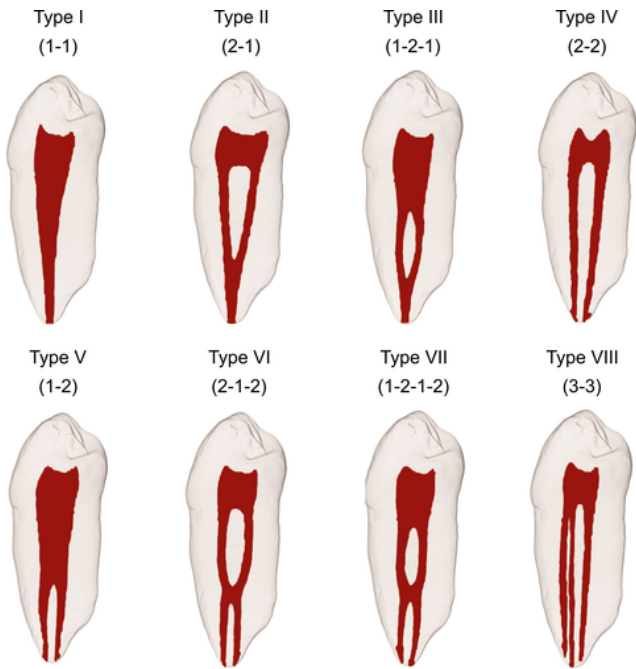 Type I
(1-1)
Type II
(2-1)
Type III
(1-2-1)
Type IV
(2-2)
Type V
(1-2)
Type VI
(2-1-2)
Type VII
(1-2-1-2)
Type VIII
(3-3)